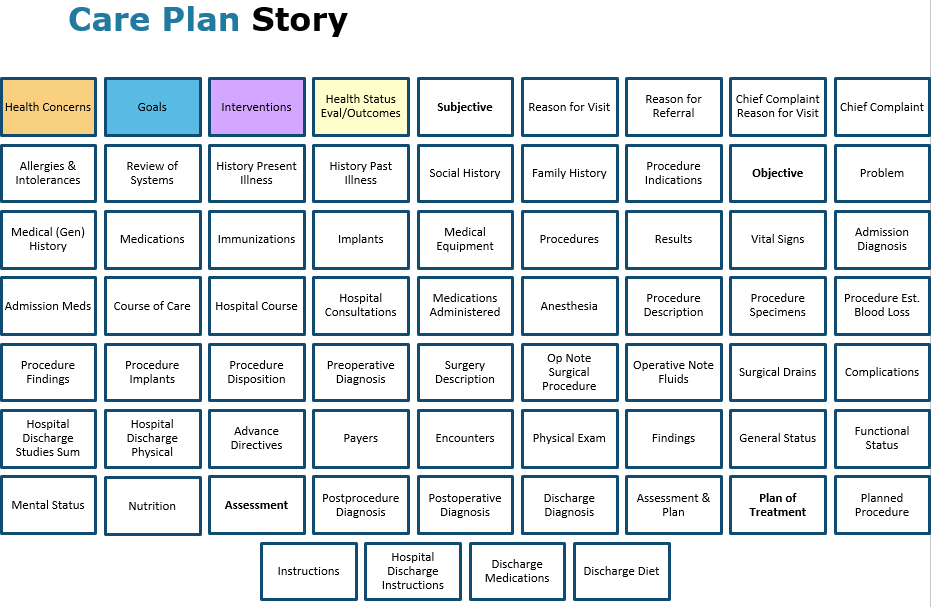 Care Plan Story
Health Concerns
Goals
Interventions
Health Status
Eval/Outcomes
Subjective
Reason for Visit
Reason for
Referral
Chief Complaint
Reason for Visit
Chief Complaint
Allergies &
Intolerances
Review of
Systems
History Present
Illness
History Past
Illness
Social History
Family History
Procedure
Indications
Objective
Problem
Medical (Gen)
History
Medications
Immunizations
Implants
Medical
Equipment
Procedures
Results
Vital Signs
Admission
Diagnosis
Admission Meds
Course of Care
Hospital Course
Hospital
Consultations
Medications
Administered
Anesthesia
Procedure
Description
Procedure
Specimens
Procedure Est.
Blood Loss
Procedure
Findings
Procedure
Implants
Procedure
Disposition
Preoperative
Diagnosis
Surgery
Description
Op Note
Surgical
Procedure
Operative Note
Fluids
Surgical Drains
Complications
Hospital
Discharge
Studies Sum
Hospital
Discharge
Physical
Advance
Directives
Payers
Encounters
Physical Exam
Findings
General Status
Functional
Status
Mental Status
Nutrition
Assessment
Postprocedure
Diagnosis
Postoperative
Diagnosis
Discharge
Diagnosis
Assessment &
Plan
Plan of
Treatment
Planned
Procedure
Instructions
Hospital
Discharge
Instructions
Discharge
Medications
Discharge Diet